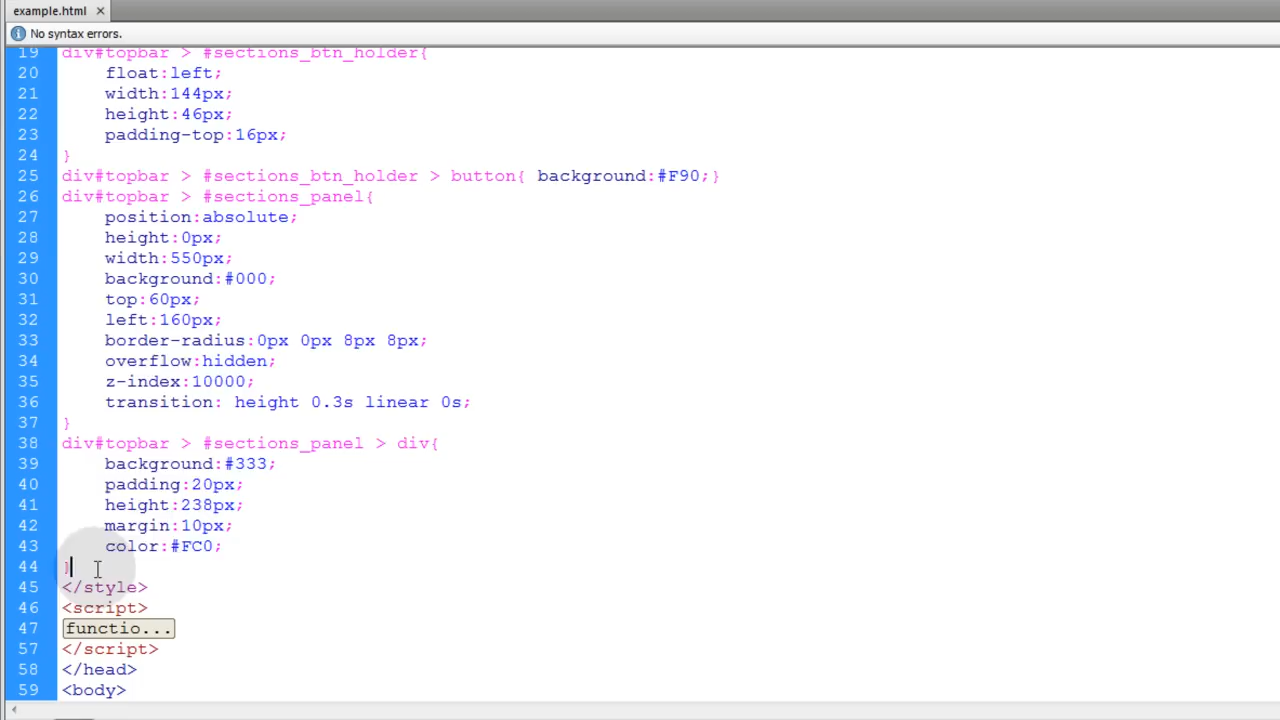 example.html ×
No syntax errors.
19 div#topbar > #sections_btn_holder{
20 float:left;
21 width:144px;
22 height:46px;
23 padding-top:16px;
24 }
25 div#topbar > #sections_btn_holder > button{ background:#F90;}
26 div#topbar > #sections_panel{
27 position:absolute;
28 height:0px;
29 width:550px;
30 background:#000;
31 top:60px;
32 left:160px;
33 border-radius:0px 0px 8px 8px;
34 overflow:hidden;
35 z-index:10000;
36 transition: height 0.3s linear 0s;
37 }
38 div#topbar > #sections_panel > div{
39 background:#333;
40 padding:20px;
41 height:238px;
42 margin:10px;
43 color:#FC0;
44 }
45 </style>
46 <script>
47 functio...
57 </script>
58 </head>
59 <body>